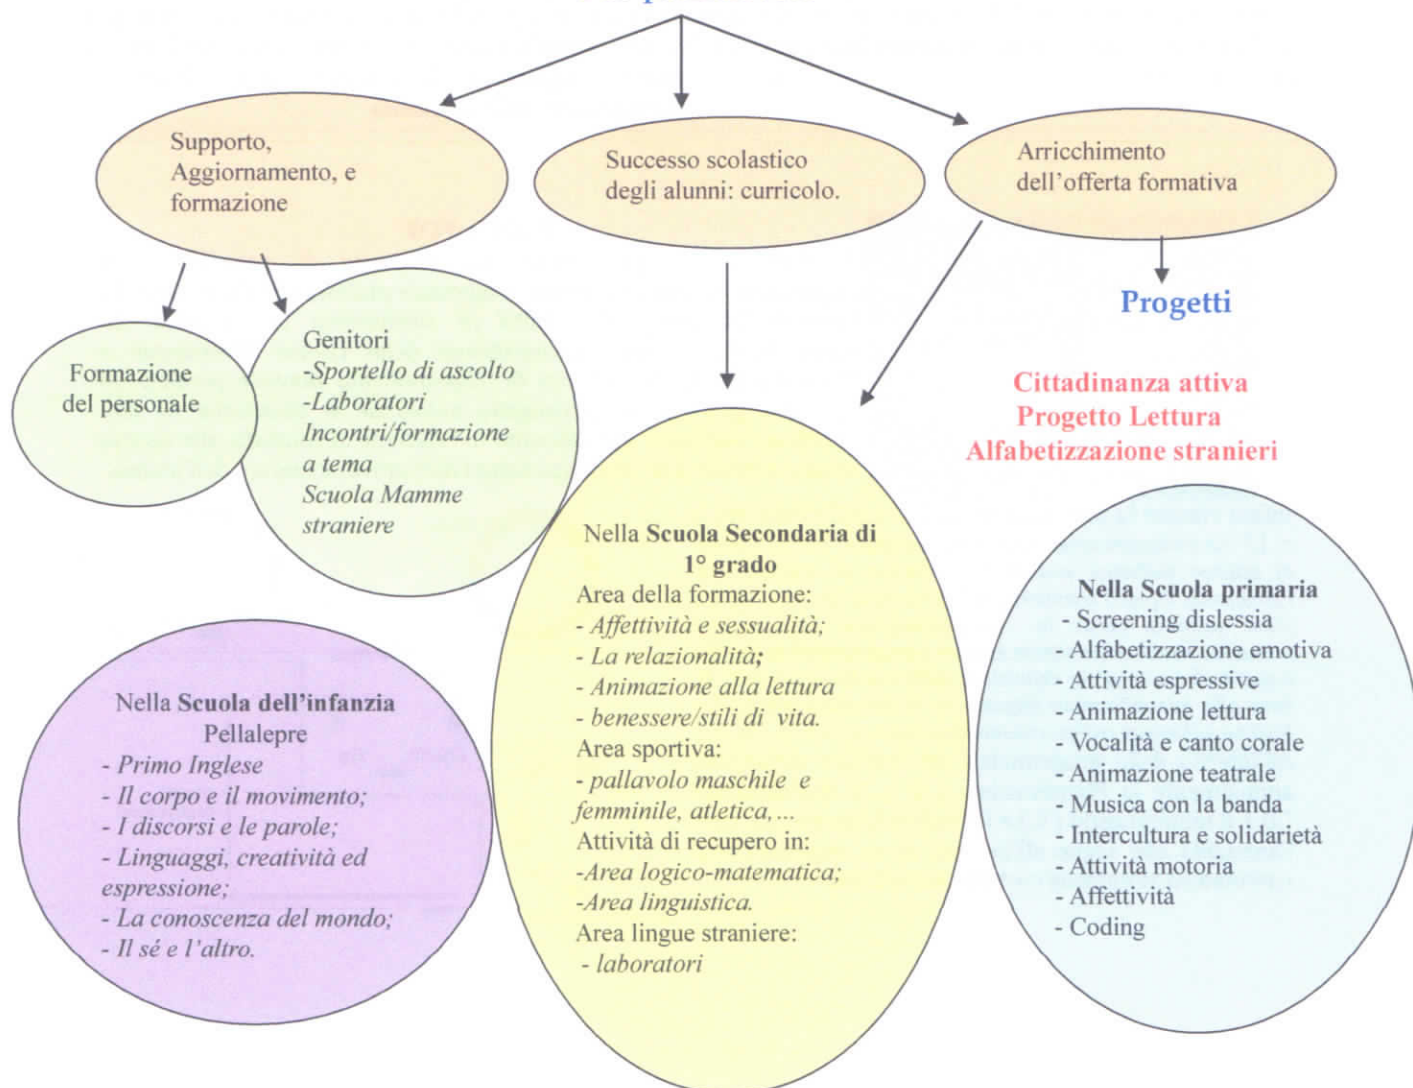 Supporto,
Aggiornamento, e
formazione
Successo scolastico
degli alunni: curricolo.
Arricchimento
dell'offerta formativa
Progetti
Cittadinanza attiva
Progetto Lettura
Alfabetizzazione stranieri
Formazione
del personale
Genitori
-Sportello di ascolto
-Laboratori
Incontri/formazione
a tema
Scuola Mamme
straniere
Nella Scuola dell'infanzia
Pellalepre
- Primo Inglese
- Il corpo e il movimento;
- I discorsi e le parole;
- Linguaggi, creatività ed
espressione;
- La conoscenza del mondo;
- Il sé e l'altro.
Nella Scuola Secondaria di
1° grado
Area della formazione:
- Affettività e sessualità;
- La relazionalità;
- Animazione alla lettura
- benessere/stili di vita.
Area sportiva:
- pallavolo maschile e
femminile, atletica,...
Attività di recupero in:
-Area logico-matematica;
-Area linguistica.
Area lingue straniere:
- laboratori
Nella Scuola primaria
- Screening dislessia
- Alfabetizzazione emotiva
- Attività espressive
- Animazione lettura
- Vocalità e canto corale
- Animazione teatrale
- Musica con la banda
- Intercultura e solidarietà
- Attività motoria
- Affettività
- Coding